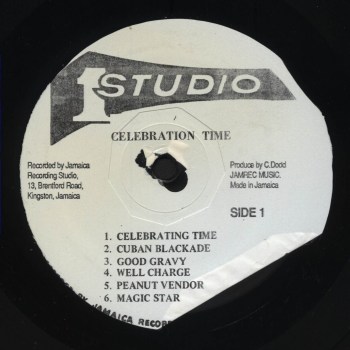 1 STUDIO
CELEBRATION TIME
Recorded by Jamaica
Recording Studio,
13, Brentford Road,
Kingston, Jamaica
Produce by C.Dodd
JAMREC MUSIC.
Made in Jamaica
SIDE 1
1. CELEBRATING TIME
2. CUBAN BLACKADE
3. GOOD GRAVY
4. WELL CHARGE
5. PEANUT VENDOR
6. MAGIC STAR
BY JAMAICA RECOR